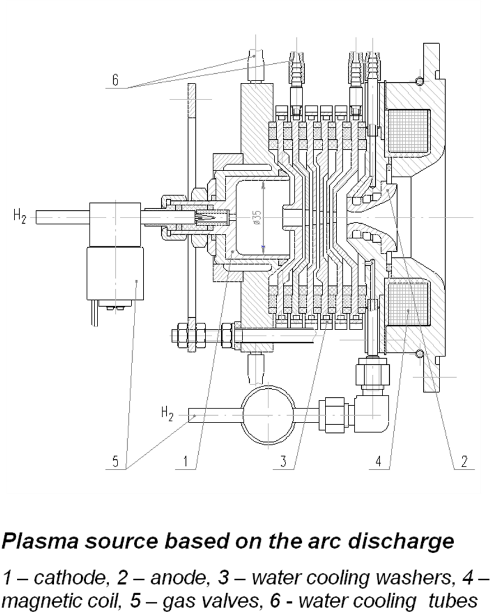 6
H₂
ø35
H₂
5
1
3
4
2
Plasma source based on the arc discharge
1 – cathode, 2 – anode, 3 – water cooling washers, 4 –
magnetic coil, 5 – gas valves, 6 - water cooling tubes